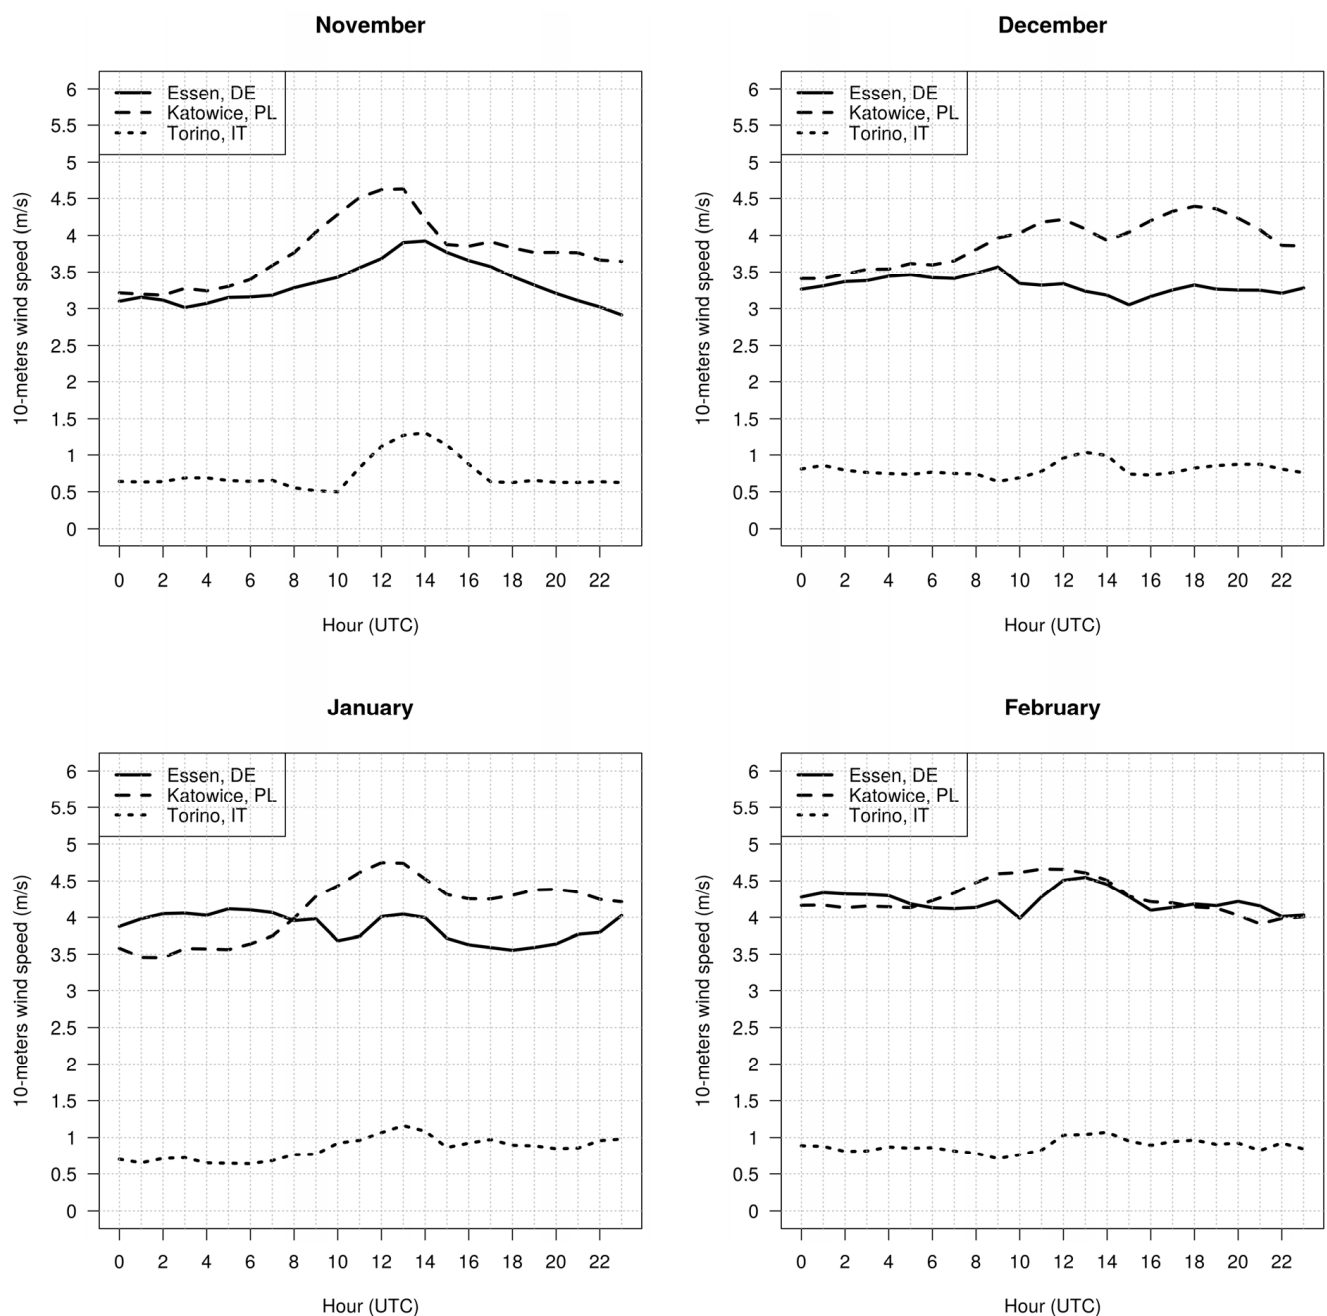 November
Essen, DE
Katowice, PL
Torino, IT
6
5.5
5
4.5
4
3.5
3
2.5
2
1.5
1
0.5
0
10-meters wind speed (m/s)
0 2 4 6 8 10 12 14 16 18 20 22
Hour (UTC)
December
Essen, DE
Katowice, PL
Torino, IT
6
5.5
5
4.5
4
3.5
3
2.5
2
1.5
1
0.5
0
10-meters wind speed (m/s)
0 2 4 6 8 10 12 14 16 18 20 22
Hour (UTC)
January
Essen, DE
Katowice, PL
Torino, IT
6
5.5
5
4.5
4
3.5
3
2.5
2
1.5
1
0.5
0
10-meters wind speed (m/s)
0 2 4 6 8 10 12 14 16 18 20 22
Hour (UTC)
February
Essen, DE
Katowice, PL
Torino, IT
6
5.5
5
4.5
4
3.5
3
2.5
2
1.5
1
0.5
0
10-meters wind speed (m/s)
0 2 4 6 8 10 12 14 16 18 20 22
Hour (UTC)